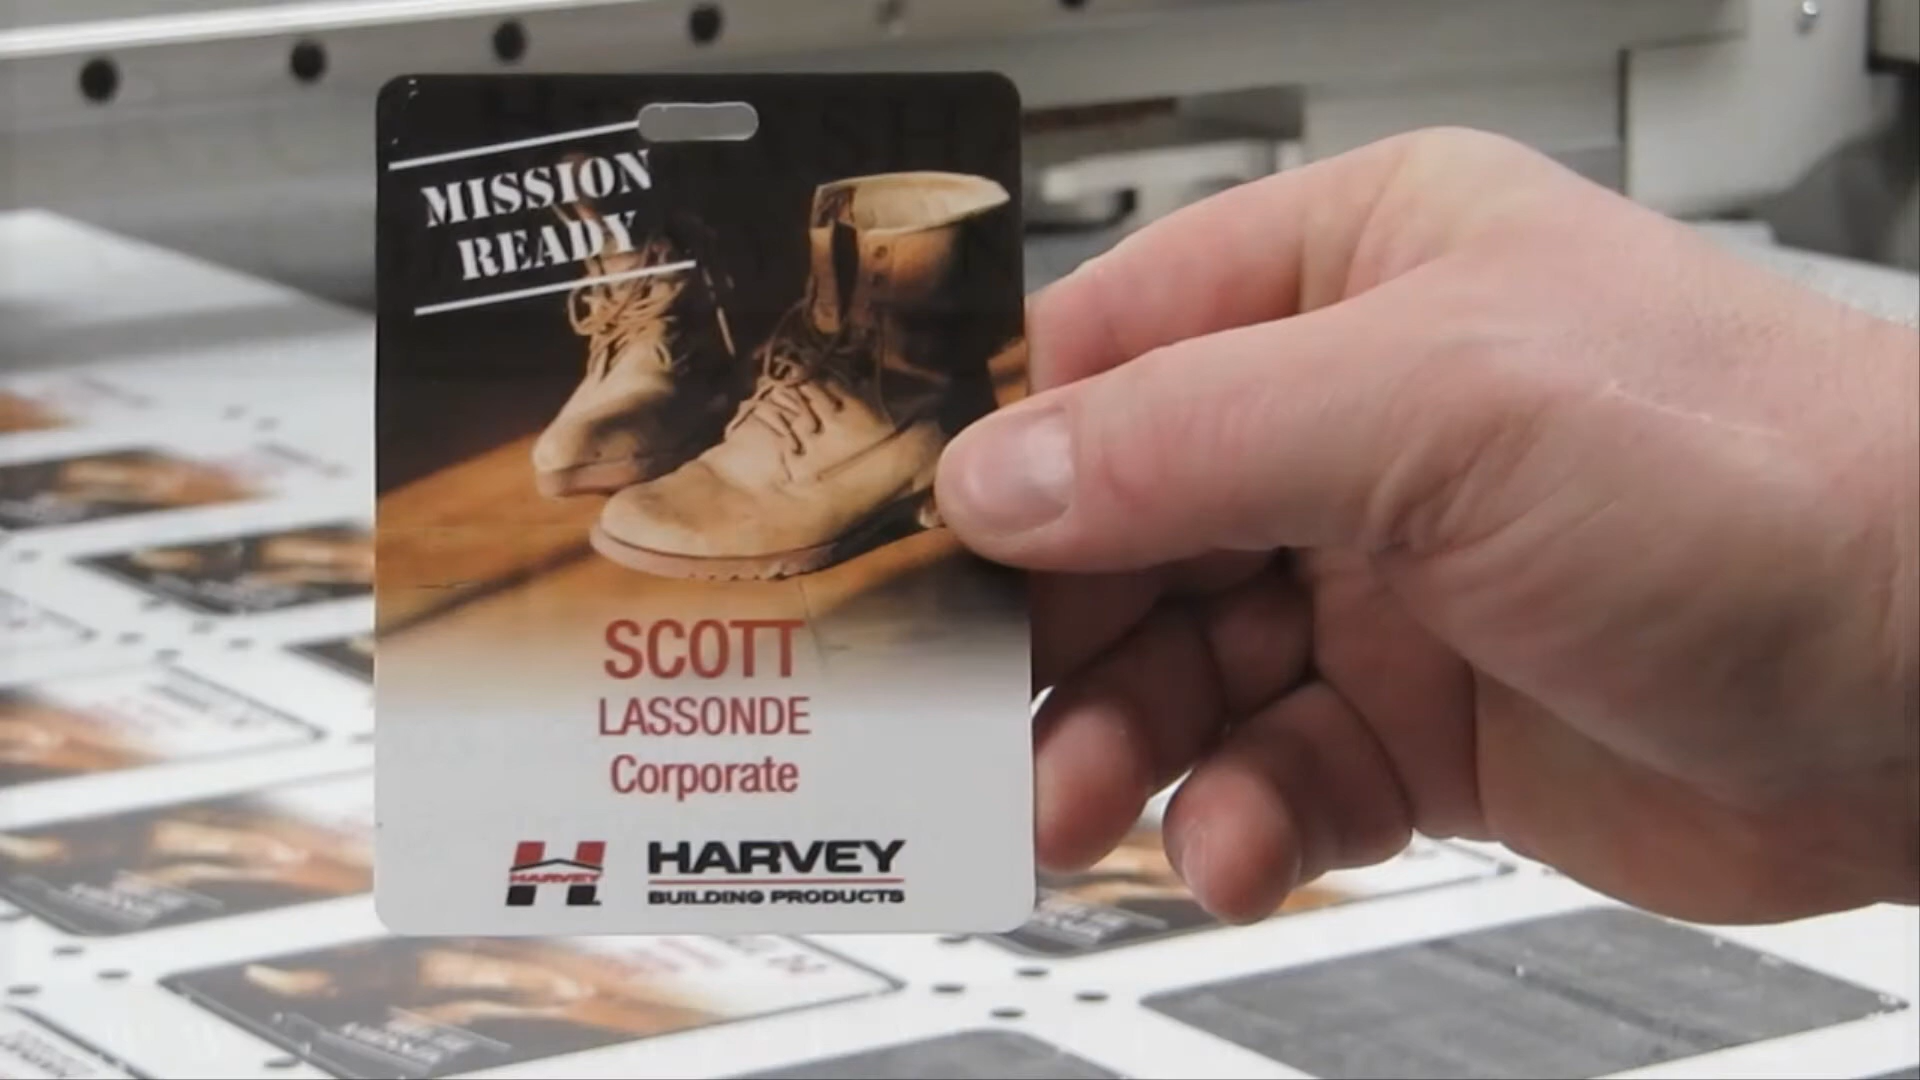 MISSION
READY
SCOTT
LASSONDE
Corporate
HARVEY
HARVEY
BUILDING PRODUCTS